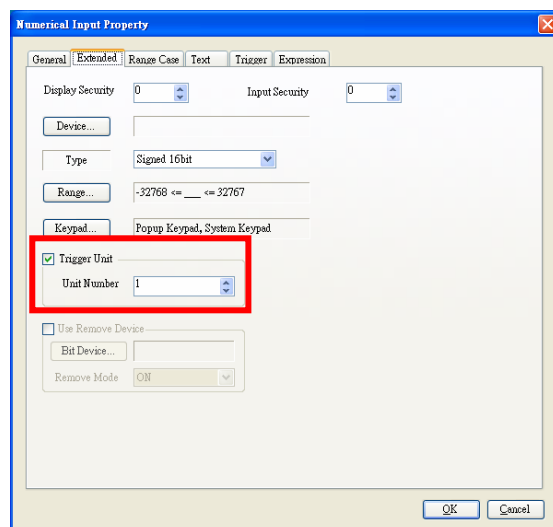 Numerical Input Property
General Extended Range Case Text Trigger Expression
Display Security 0 Input Security 0
Device...
Type Signed 16bit
Range... -32768 <= ___ <= 32767
Keypad... Popup Keypad, System Keypad
Trigger Unit
Unit Number 1
Use Remove Device
Bit Device...
Remove Mode ON
OK Cancel